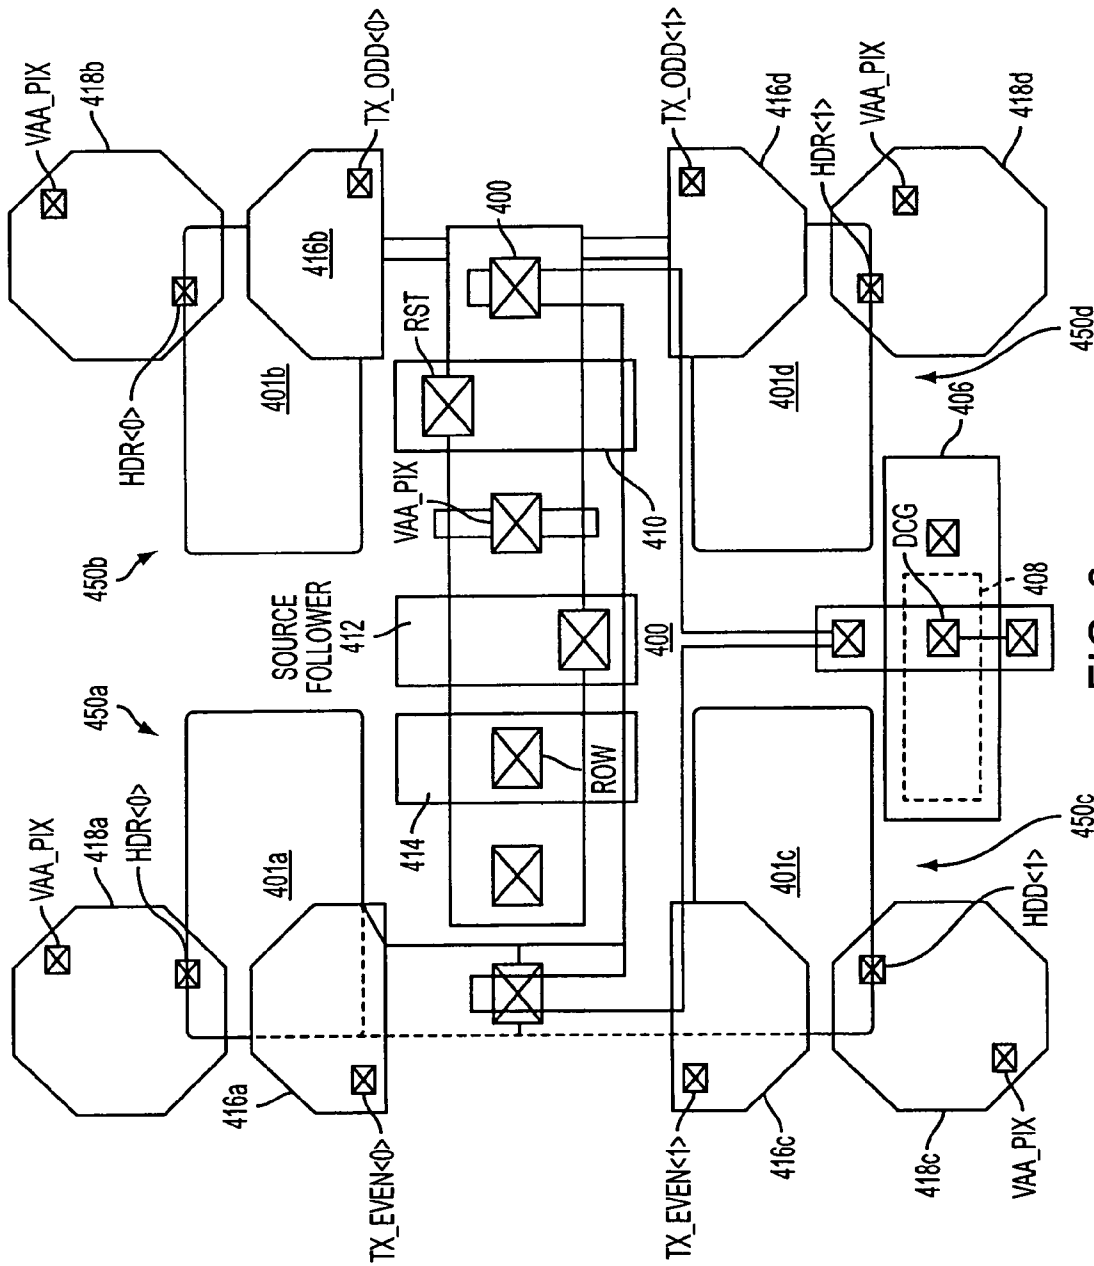 VAA_PIX
418b
TX_ODD<0>
HDR<0>
416b
401b
450b
400
RST
TX_ODD<1>
416d
HDR<1>
VAA_PIX
418d
401d
450d
406
VAA_PIX
410
DCG
408
SOURCE
FOLLOWER
412
400
450a
VAA_PIX
418a
HDR<0>
401a
414
ROW
401c
450c
HDD<1>
416a
TX_EVEN<0>
TX_EVEN<1>
416c
418c
VAA_PIX